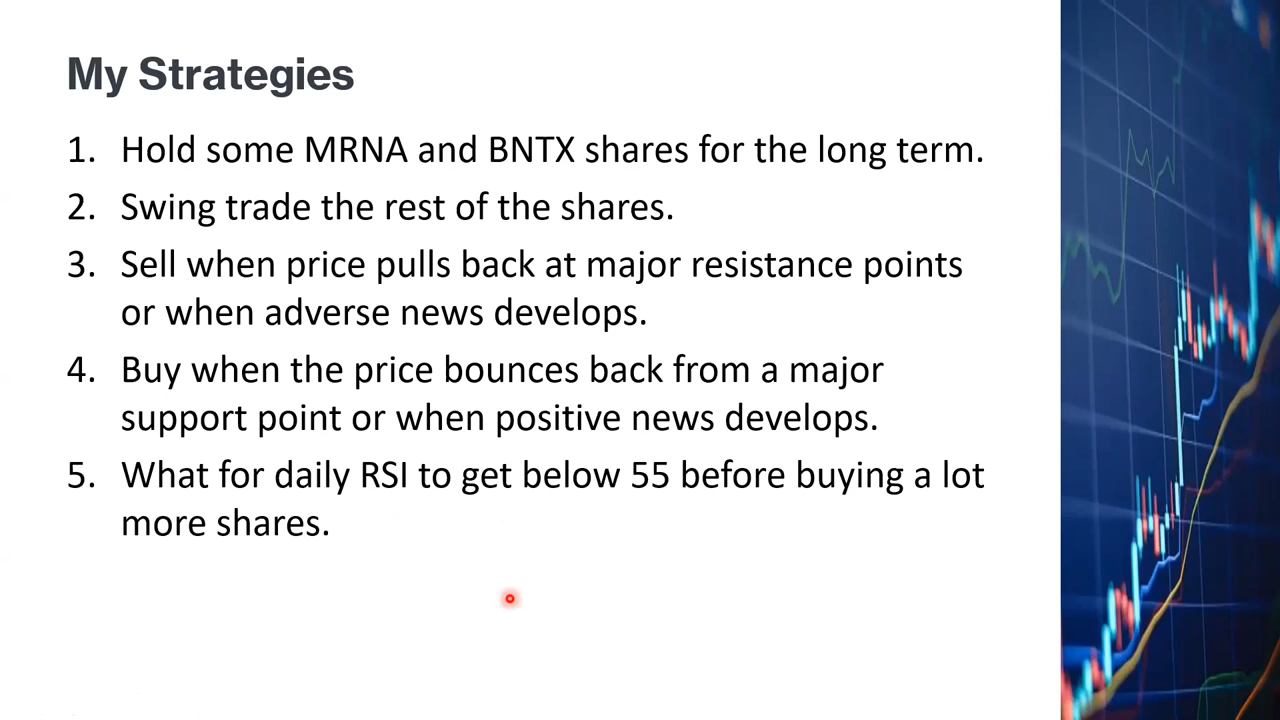 My Strategies
1. Hold some MRNA and BNTX shares for the long term.
2. Swing trade the rest of the shares.
3. Sell when price pulls back at major resistance points
or when adverse news develops.
4. Buy when the price bounces back from a major
support point or when positive news develops.
5. What for daily RSI to get below 55 before buying a lot
more shares.